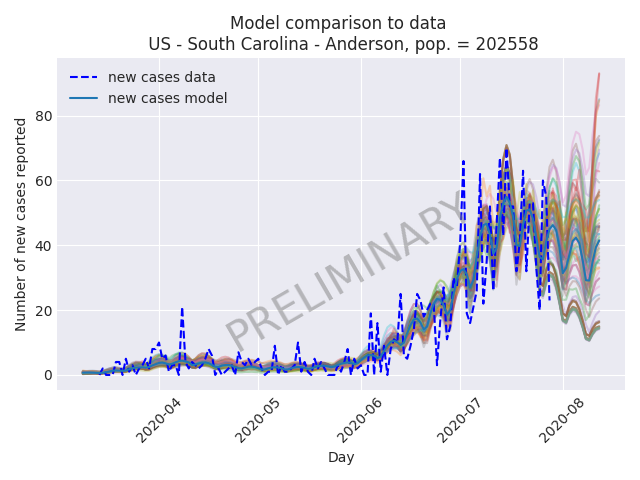 Model comparison to data
US - South Carolina - Anderson, pop. = 202558
new cases data
new cases model
Number of new cases reported
80
60
40
20
0
PRELIMINARY
2020-04
2020-05
2020-06
2020-07
2020-08
Day